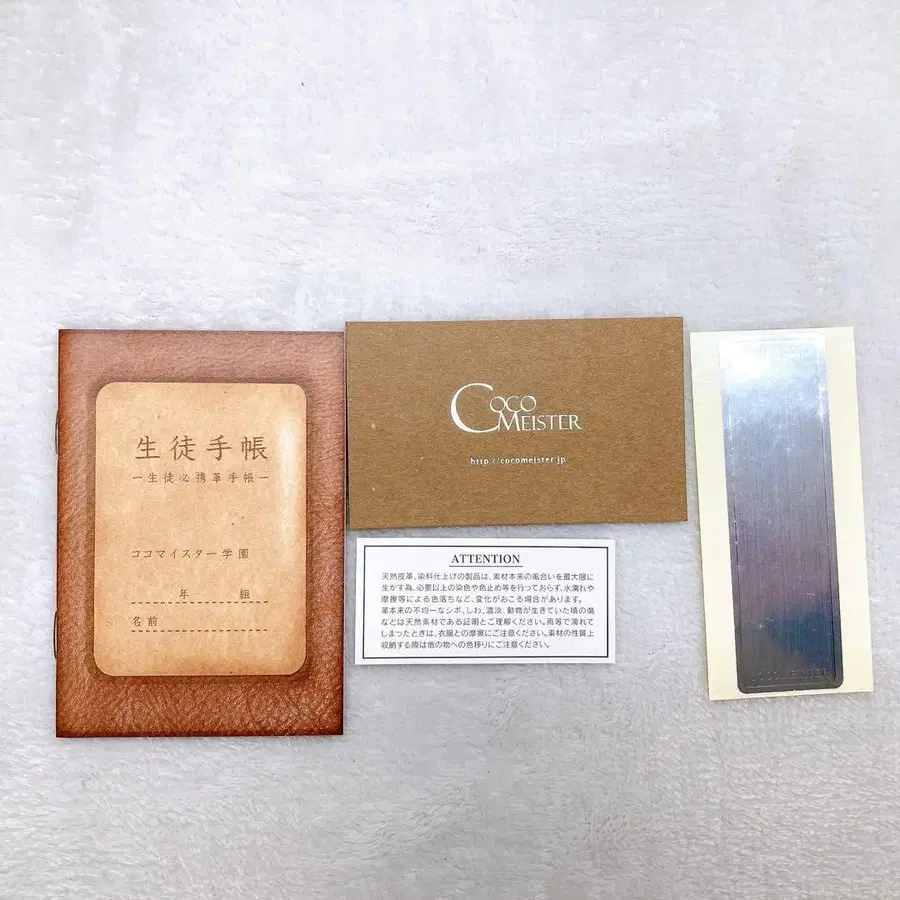 生徒手帳
ー生徒必携革手帳ー
ココマイスター学園
年 組
名前
COCO
MEISTER
http://cocomeister.jp
ATTENTION
天然皮革、染料仕上げの製品は、素材本来の風合いを最大限に
生かす為、必要以上の染色や色止め等を行っておらず、水濡れや
摩擦等による色落ちなど、変化がおこる場合があります。
革本来の不均一なシボ、しわ、濃淡、動物が生きていた頃の傷
などは天然素材である証明とご理解ください。雨等で濡れて
しまったときは、衣服との摩擦にご注意ください。素材の性質上
収納する際は他の物への色移りにご注意ください。